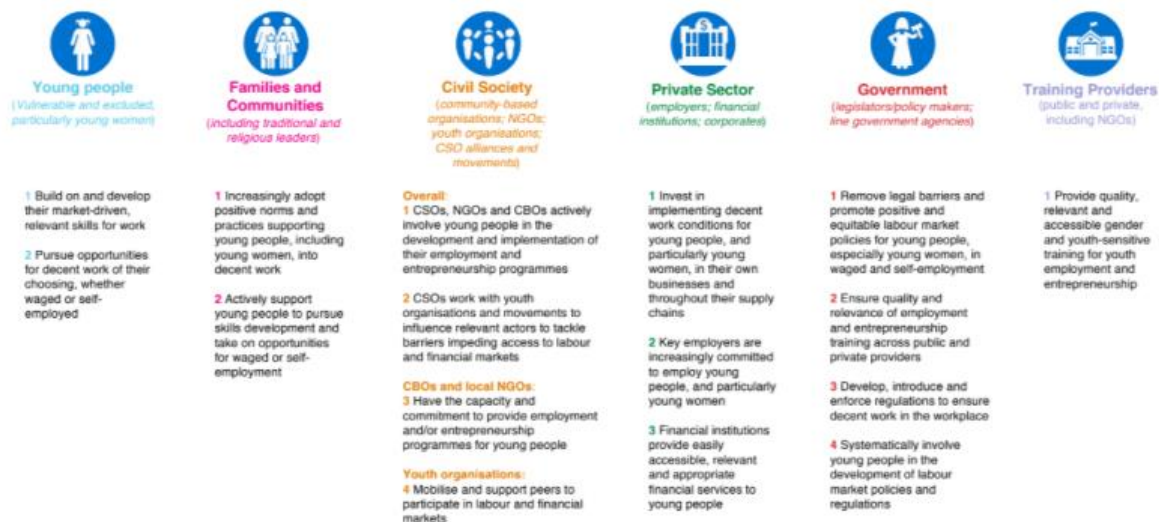 Young people
(Vulnerable and excluded,
particularly young women)
1 Build on and develop
their market-driven,
relevant skills for work
2 Pursue opportunities
for decent work of their
choosing, whether
waged or self-
employed
Families and
Communities
(including traditional and
religious leaders)
1 Increasingly adopt
positive norms and
practices supporting
young people, including
young women, into
decent work
2 Actively support
young people to pursue
skills development and
take on opportunities
for waged or self-
employment
Civil Society
(community-based
organisations; NGOs;
youth organisations;
CSO alliances and
movements)
Overall:
1 CSOs, NGOs and CBOs actively
involve young people in the
development and implementation of
their employment and
entrepreneurship programmes
2 CSOs work with youth
organisations and movements to
influence relevant actors to tackle
barriers impeding access to labour
and financial markets
CBOs and local NGOs:
3 Have the capacity and
commitment to provide employment
and/or entrepreneurship
programmes for young people
Youth organisations:
4 Mobilise and support peers to
participate in labour and financial
markets
Private Sector
(employers; financial
institutions; corporates)
1 Invest in
implementing decent
work conditions for
young people, and
particularly young
women, in their own
businesses and
throughout their supply
chains
2 Key employers are
increasingly committed
to employ young
people, and particularly
young women
3 Financial institutions
provide easily
accessible, relevant
and appropriate
financial services to
young people
Government
(legislators/policy makers;
line government agencies)
1 Remove legal barriers and
promote positive and
equitable labour market
policies for young people,
especially young women, in
waged and self-employment
2 Ensure quality and
relevance of employment
and entrepreneurship
training across public and
private providers
3 Develop, introduce and
enforce regulations to ensure
decent work in the workplace
4 Systematically involve
young people in the
development of labour
market policies and
regulations
Training Providers
(public and private,
including NGOs)
1 Provide quality,
relevant and
accessible gender
and youth-sensitive
training for youth
employment and
entrepreneurship